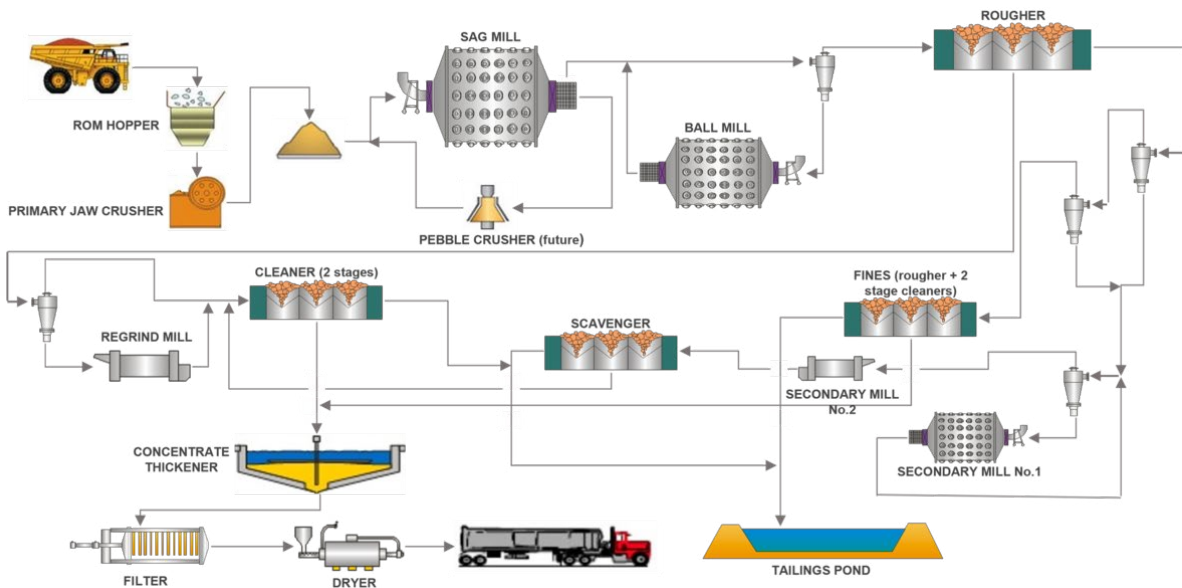 ROUGHER
SAG MILL
ROM HOPPER
BALL MILL
PRIMARY JAW CRUSHER
PEBBLE CRUSHER (future)
CLEANER (2 stages)
FINES (rougher + 2
stage cleaners)
SCAVENGER
REGRIND MILL
SECONDARY MILL
No.2
CONCENTRATE
THICKENER
SECONDARY MILL No.1
FILTER
DRYER
TAILINGS POND